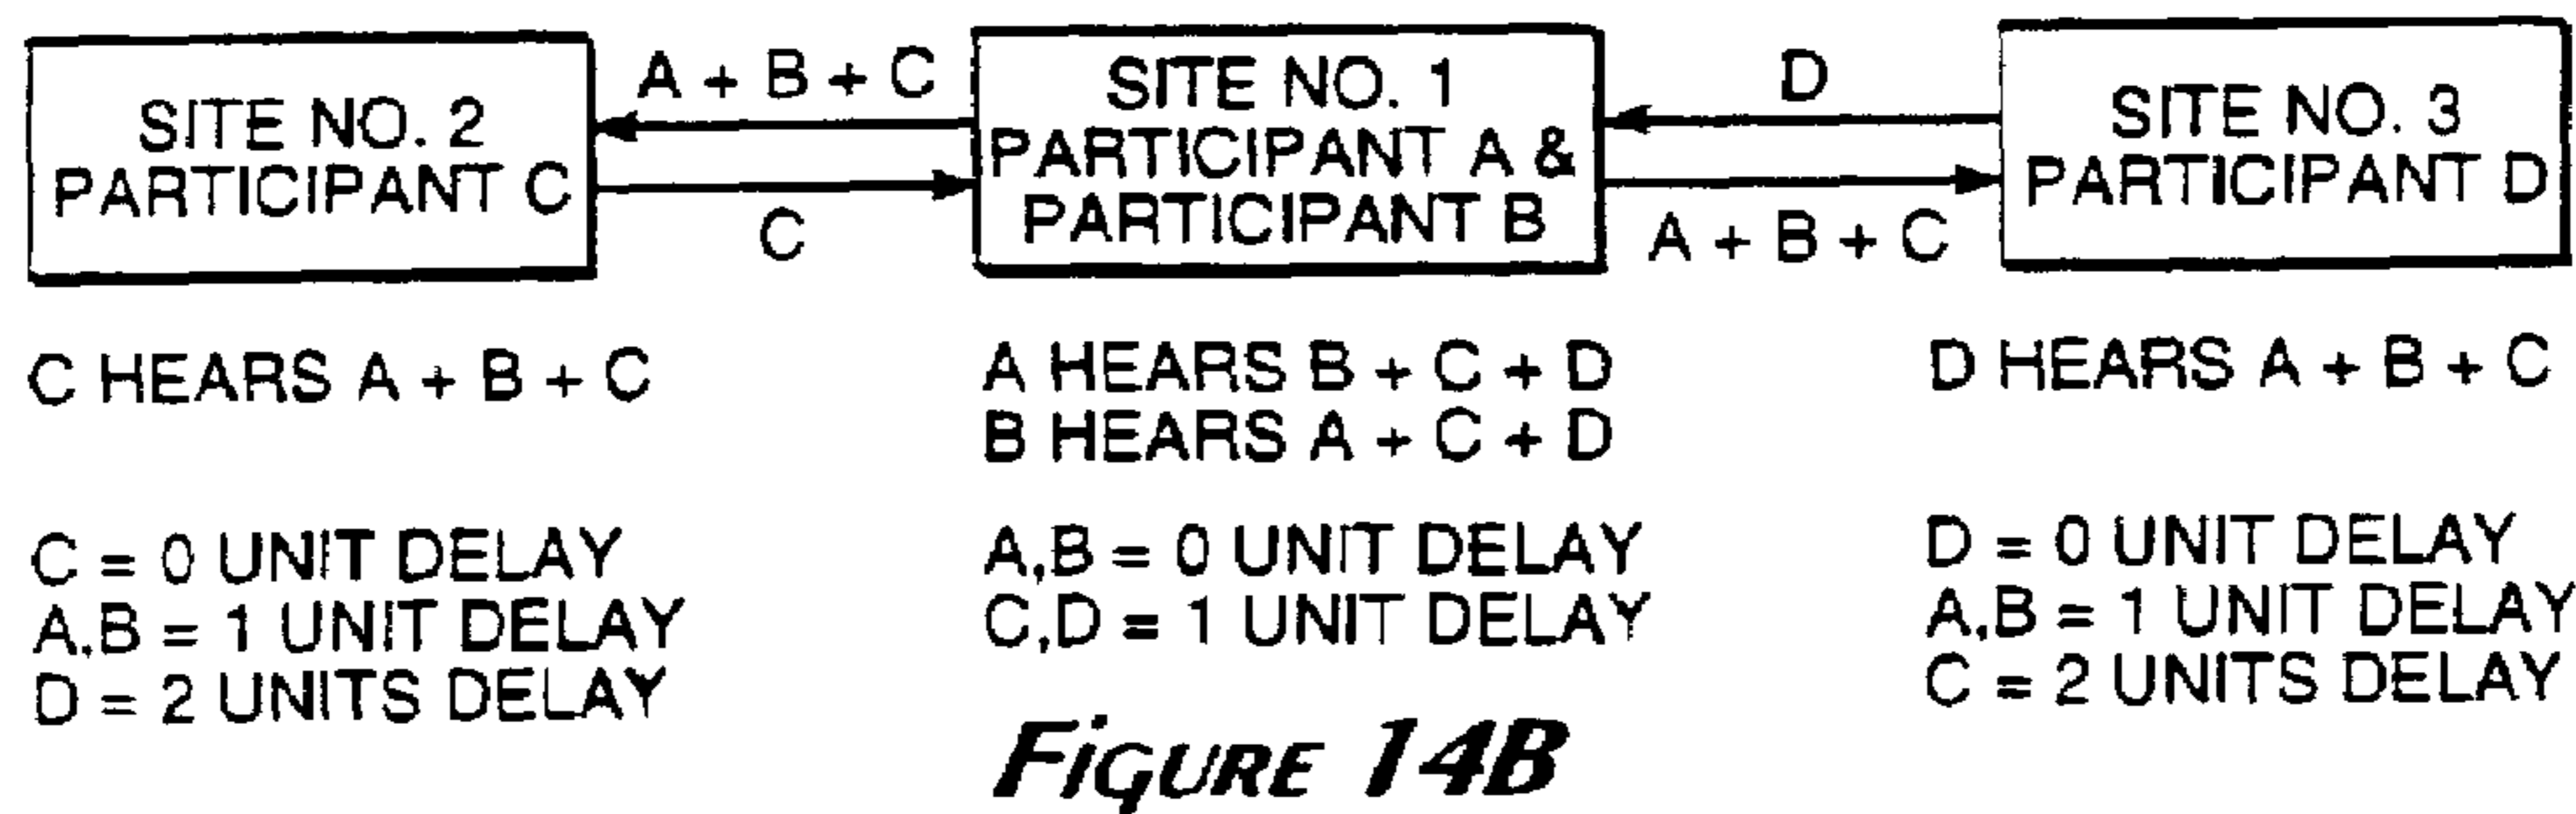 SITE NO. 2
PARTICIPANT C
A + B + C
C
SITE NO. 1
PARTICIPANT A &
PARTICIPANT B
D
A + B + C
SITE NO. 3
PARTICIPANT D
C HEARS A + B + C
A HEARS B + C + D
B HEARS A + C + D
D HEARS A + B + C
C = 0 UNIT DELAY
A,B = 1 UNIT DELAY
D = 2 UNITS DELAY
A,B = 0 UNIT DELAY
C,D = 1 UNIT DELAY
D = 0 UNIT DELAY
A,B = 1 UNIT DELAY
C = 2 UNITS DELAY
FIGURE 14B